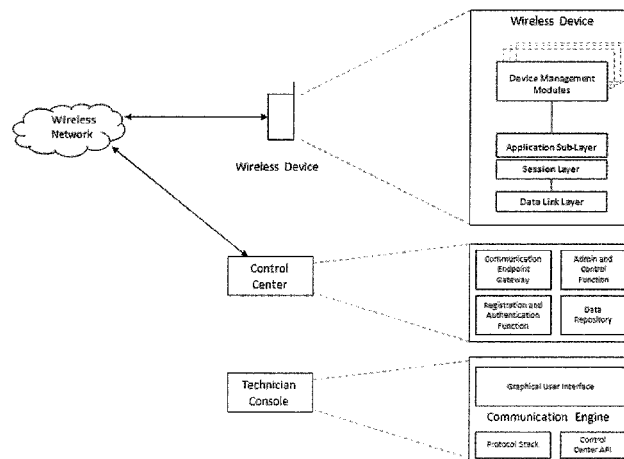 Wireless Device
Device Management
Modules
Wireless
Network
Wireless Device
Application Sub-Layer
Session Layer
Data Link Layer
Control
Center
Communication
Endpoint
Gateway
Admin and
Control
Function
Registration and
Authentication
Function
Data
Repository
Technician
Console
Graphical User Interface
Communication Engine
Protocol Stack
Control
Center API